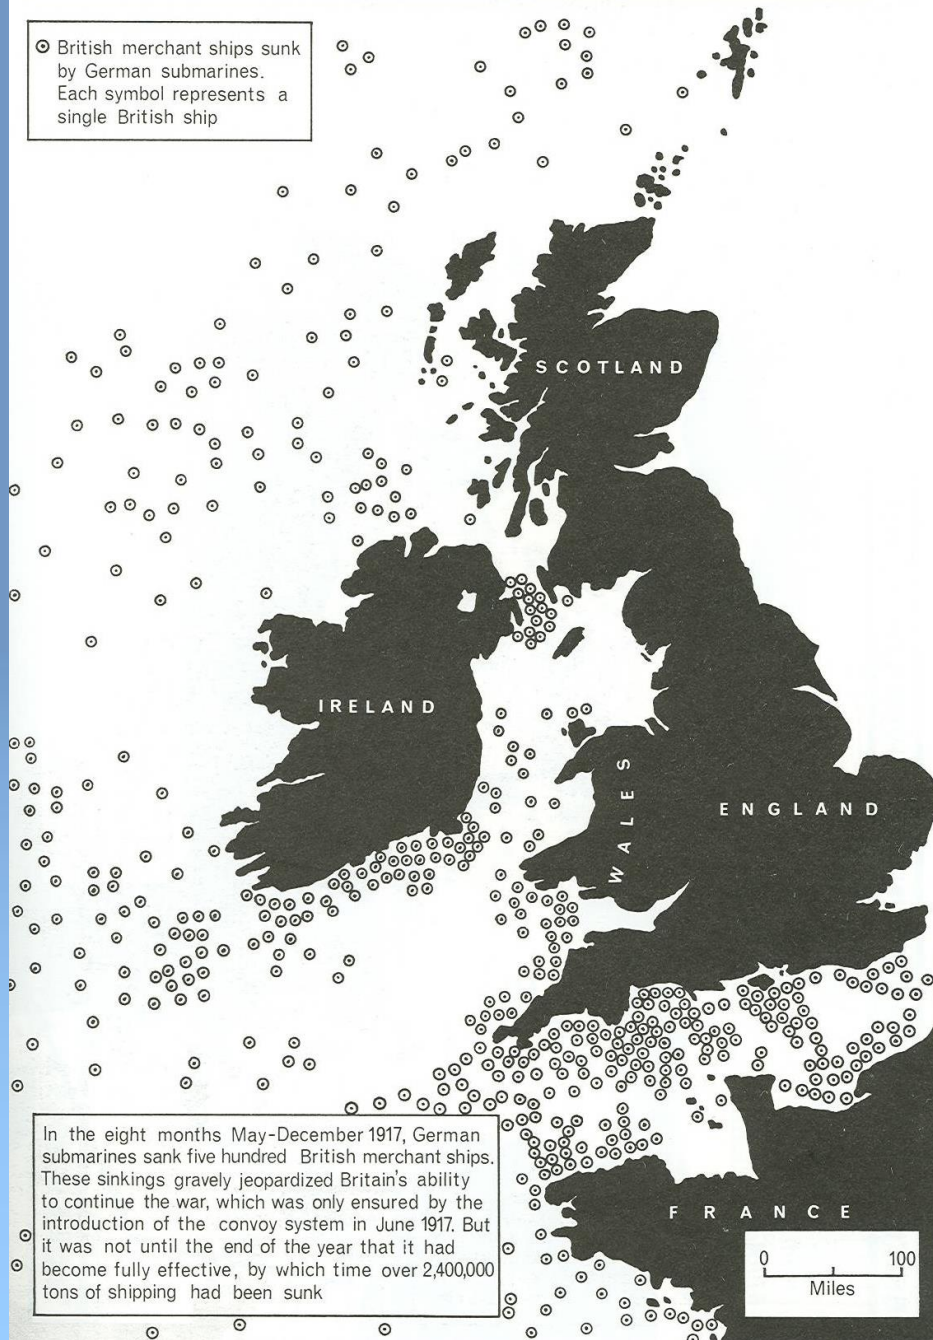 British merchant ships sunk
by German submarines.
Each symbol represents a
single British ship
SCOTLAND
IRELAND
WALES
ENGLAND
In the eight months May-December 1917, German
submarines sank five hundred British merchant ships.
These sinkings gravely jeopardized Britain's ability
to continue the war, which was only ensured by the
introduction of the convoy system in June 1917. But
it was not until the end of the year that it had
become fully effective, by which time over 2,400,000
tons of shipping had been sunk
FRANCE
0 100
Miles